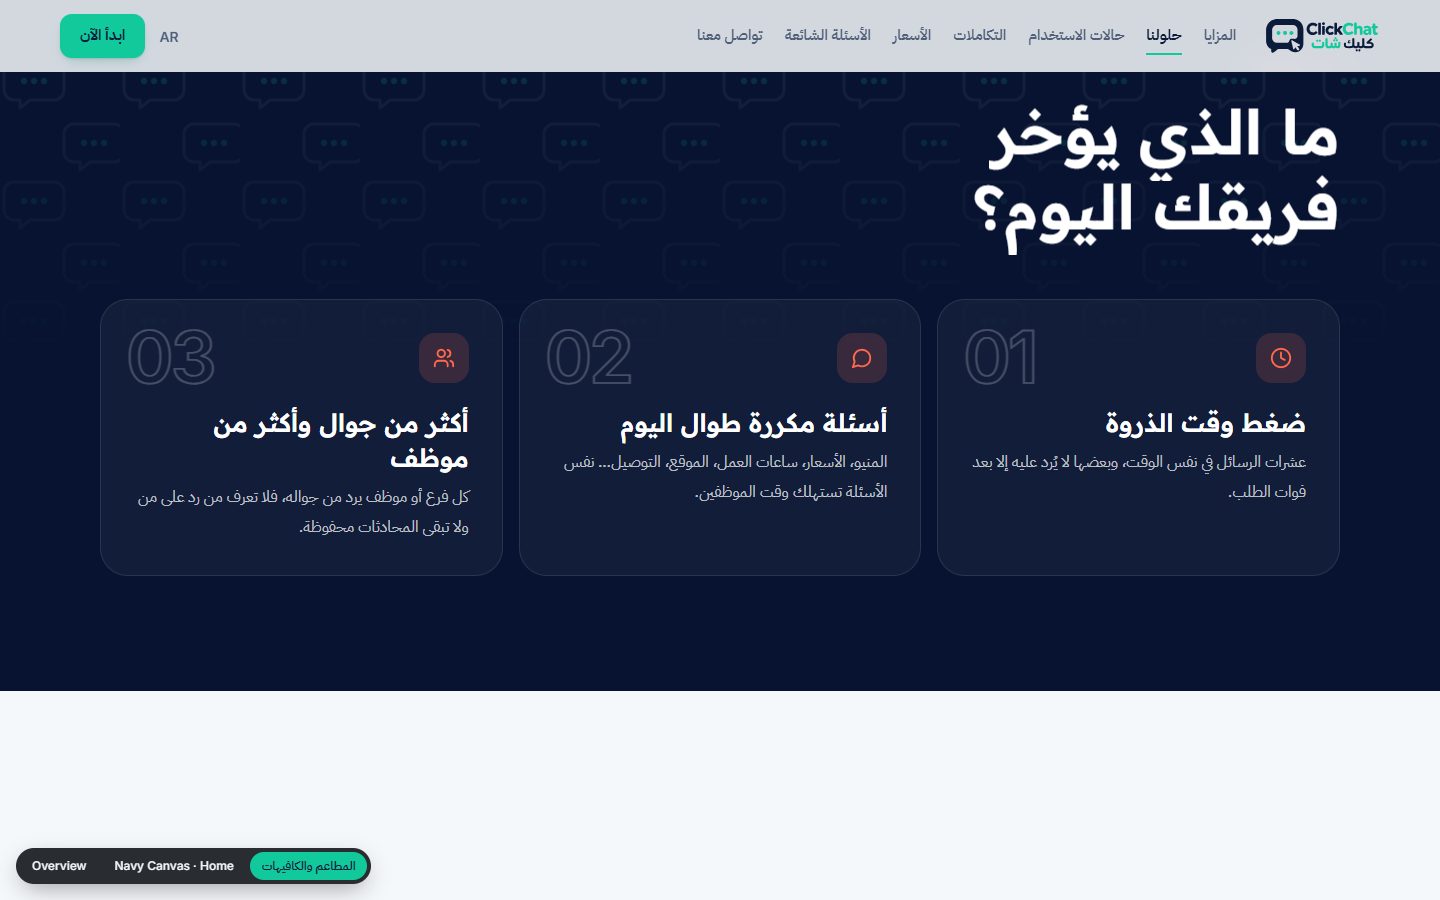 ClickChat
كليك شات
المزايا
حلولنا
حالات الاستخدام
التكاملات
الأسعار
الأسئلة الشائعة
تواصل معنا
AR
ابدأ الآن
ما الذي يؤخر
فريقك اليوم؟
01
ضغط وقت الذروة
عشرات الرسائل في نفس الوقت، وبعضها لا يُرد عليه إلا بعد
فوات الطلب.
02
أسئلة مكررة طوال اليوم
المنيو، الأسعار، ساعات العمل، الموقع، التوصيل... نفس
الأسئلة تستهلك وقت الموظفين.
03
أكثر من جوال وأكثر من
موظف
كل فرع أو موظف يرد من جواله، فلا تعرف من رد على من
ولا تبقى المحادثات محفوظة.
Overview
Navy Canvas · Home
المطاعم والكافيهات